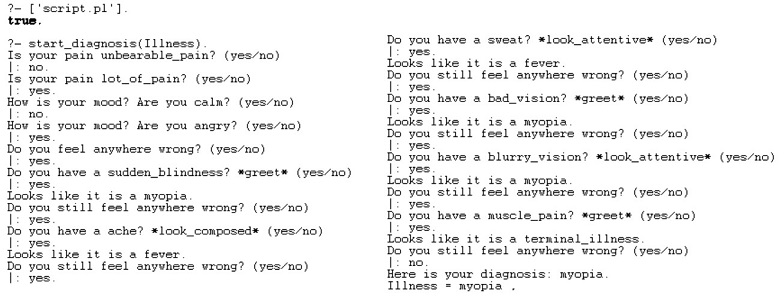 ?- ['script.pl'].
true.
?- start_diagnosis(Illness).
Is your pain unbearable_pain? (yes/no)
|: no.
Is your pain lot_of_pain? (yes/no)
|: yes.
How is your mood? Are you calm? (yes/no)
|: no.
How is your mood? Are you angry? (yes/no)
|: yes.
Do you feel anywhere wrong? (yes/no)
|: yes.
Do you have a sudden_blindness? *greet* (yes/no)
|: yes.
Looks like it is a myopia.
Do you still feel anywhere wrong? (yes/no)
|: yes.
Do you have a ache? *look_composed* (yes/no)
|: yes.
Looks like it is a fever.
Do you still feel anywhere wrong? (yes/no)
|: yes.
Do you have a sweat? *look_attentive* (yes/no)
|: yes.
Looks like it is a fever.
Do you still feel anywhere wrong? (yes/no)
|: yes.
Do you have a bad_vision? *greet* (yes/no)
|: yes.
Looks like it is a myopia.
Do you still feel anywhere wrong? (yes/no)
|: yes.
Do you have a blurry_vision? *look_attentive* (yes/no)
|: yes.
Looks like it is a myopia.
Do you still feel anywhere wrong? (yes/no)
|: yes.
Do you have a muscle_pain? *greet* (yes/no)
|: yes.
Looks like it is a terminal_illness.
Do you still feel anywhere wrong? (yes/no)
|: no.
Here is your diagnosis: myopia.
Illness = myopia .